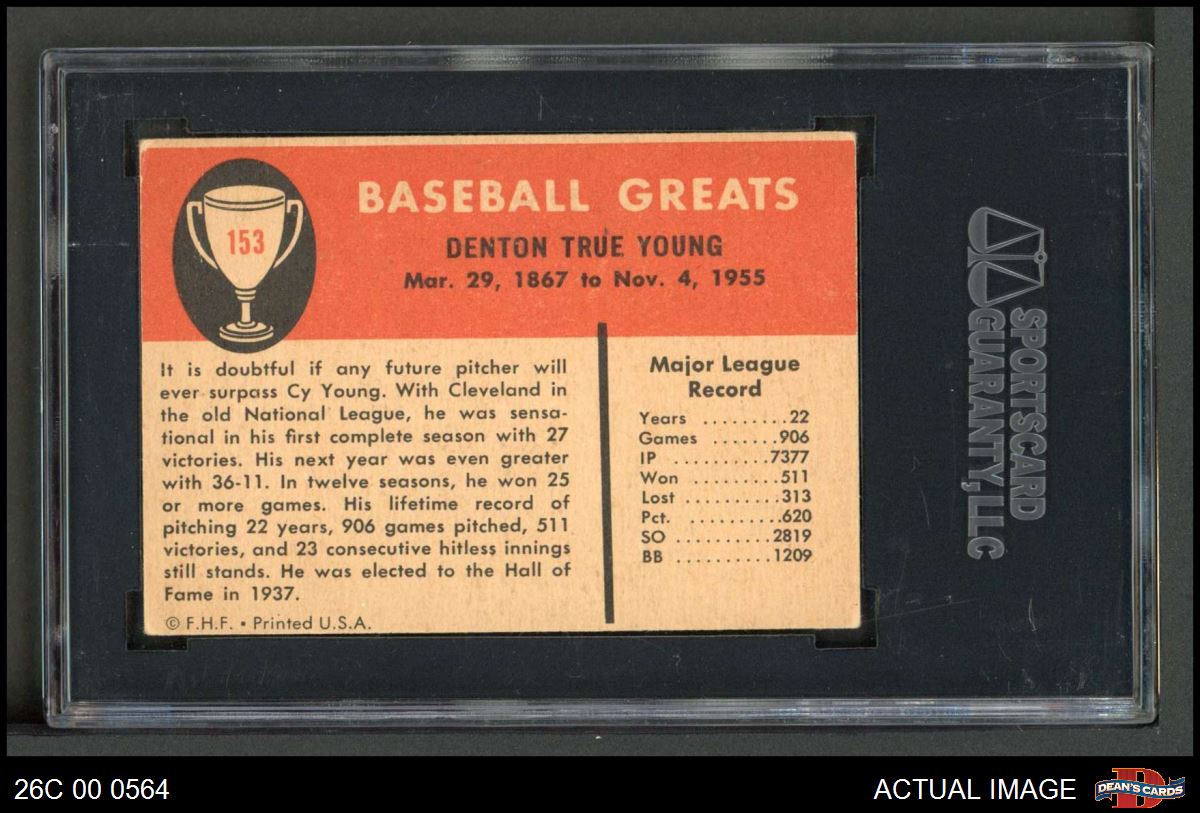 BASEBALL GREATS
153
DENTON TRUE YOUNG
Mar. 29, 1867 to Nov. 4, 1955
It is doubtful if any future pitcher will
ever surpass Cy Young. With Cleveland in
the old National League, he was sensa-
tional in his first complete season with 27
victories. His next year was even greater
with 36-11. In twelve seasons, he won 25
or more games. His lifetime record of
pitching 22 years, 906 games pitched, 511
victories, and 23 consecutive hitless innings
still stands. He was elected to the Hall of
Fame in 1937.
© F.H.F. • Printed U.S.A.
Major League
Record
Years .........22
Games .......906
IP ..........7377
Won .........511
Lost ..........313
Pct. ..........620
SO ..........2819
BB ..........1209
SPORTSCARD
GUARANTY, LLC
26C 00 0564
ACTUAL IMAGE
D
DEAN'S CARDS